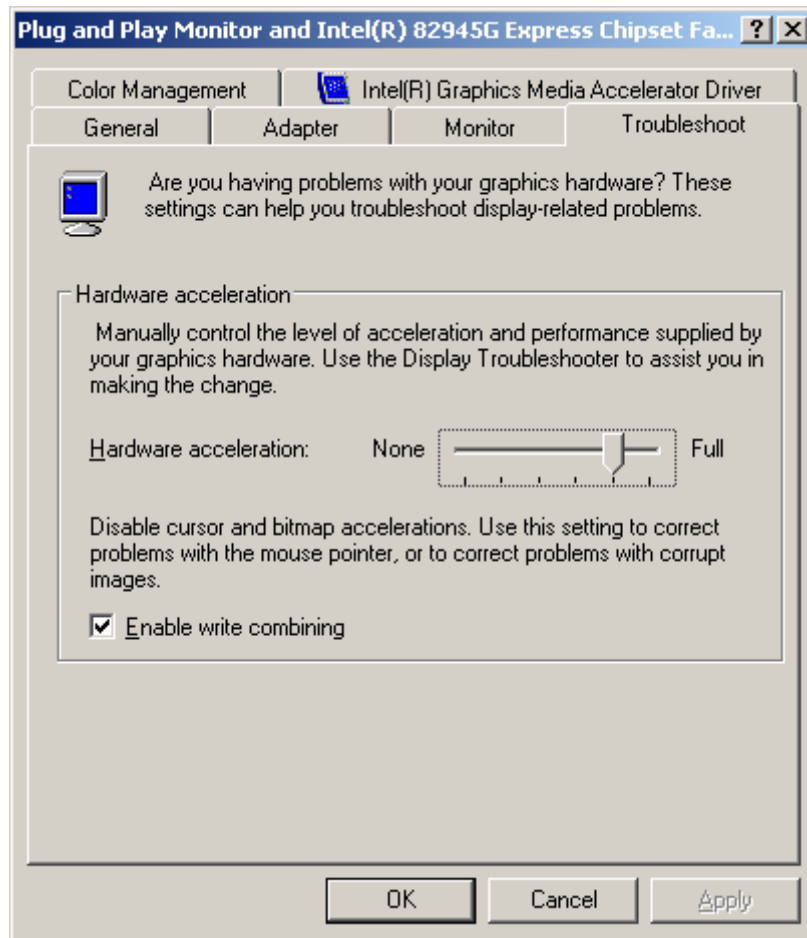 Plug and Play Monitor and Intel(R) 82945G Express Chipset Fa...
Color Management
Intel(R) Graphics Media Accelerator Driver
General
Adapter
Monitor
Troubleshoot
Are you having problems with your graphics hardware? These
settings can help you troubleshoot display-related problems.
Hardware acceleration
Manually control the level of acceleration and performance supplied by
your graphics hardware. Use the Display Troubleshooter to assist you in
making the change.
Hardware acceleration:
None
Full
Disable cursor and bitmap accelerations. Use this setting to correct
problems with the mouse pointer, or to correct problems with corrupt
images.
Enable write combining
OK
Cancel
Apply